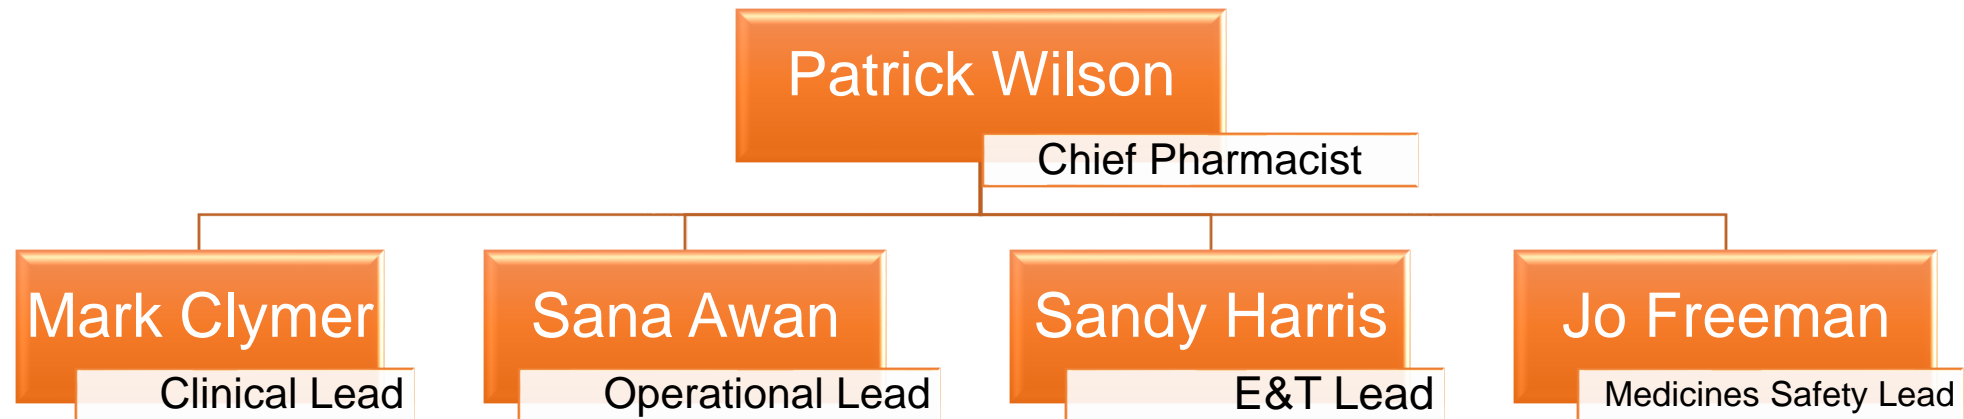 Patrick Wilson
Chief Pharmacist
Mark Clymer
Clinical Lead
Sana Awan
Operational Lead
Sandy Harris
E&T Lead
Jo Freeman
Medicines Safety Lead